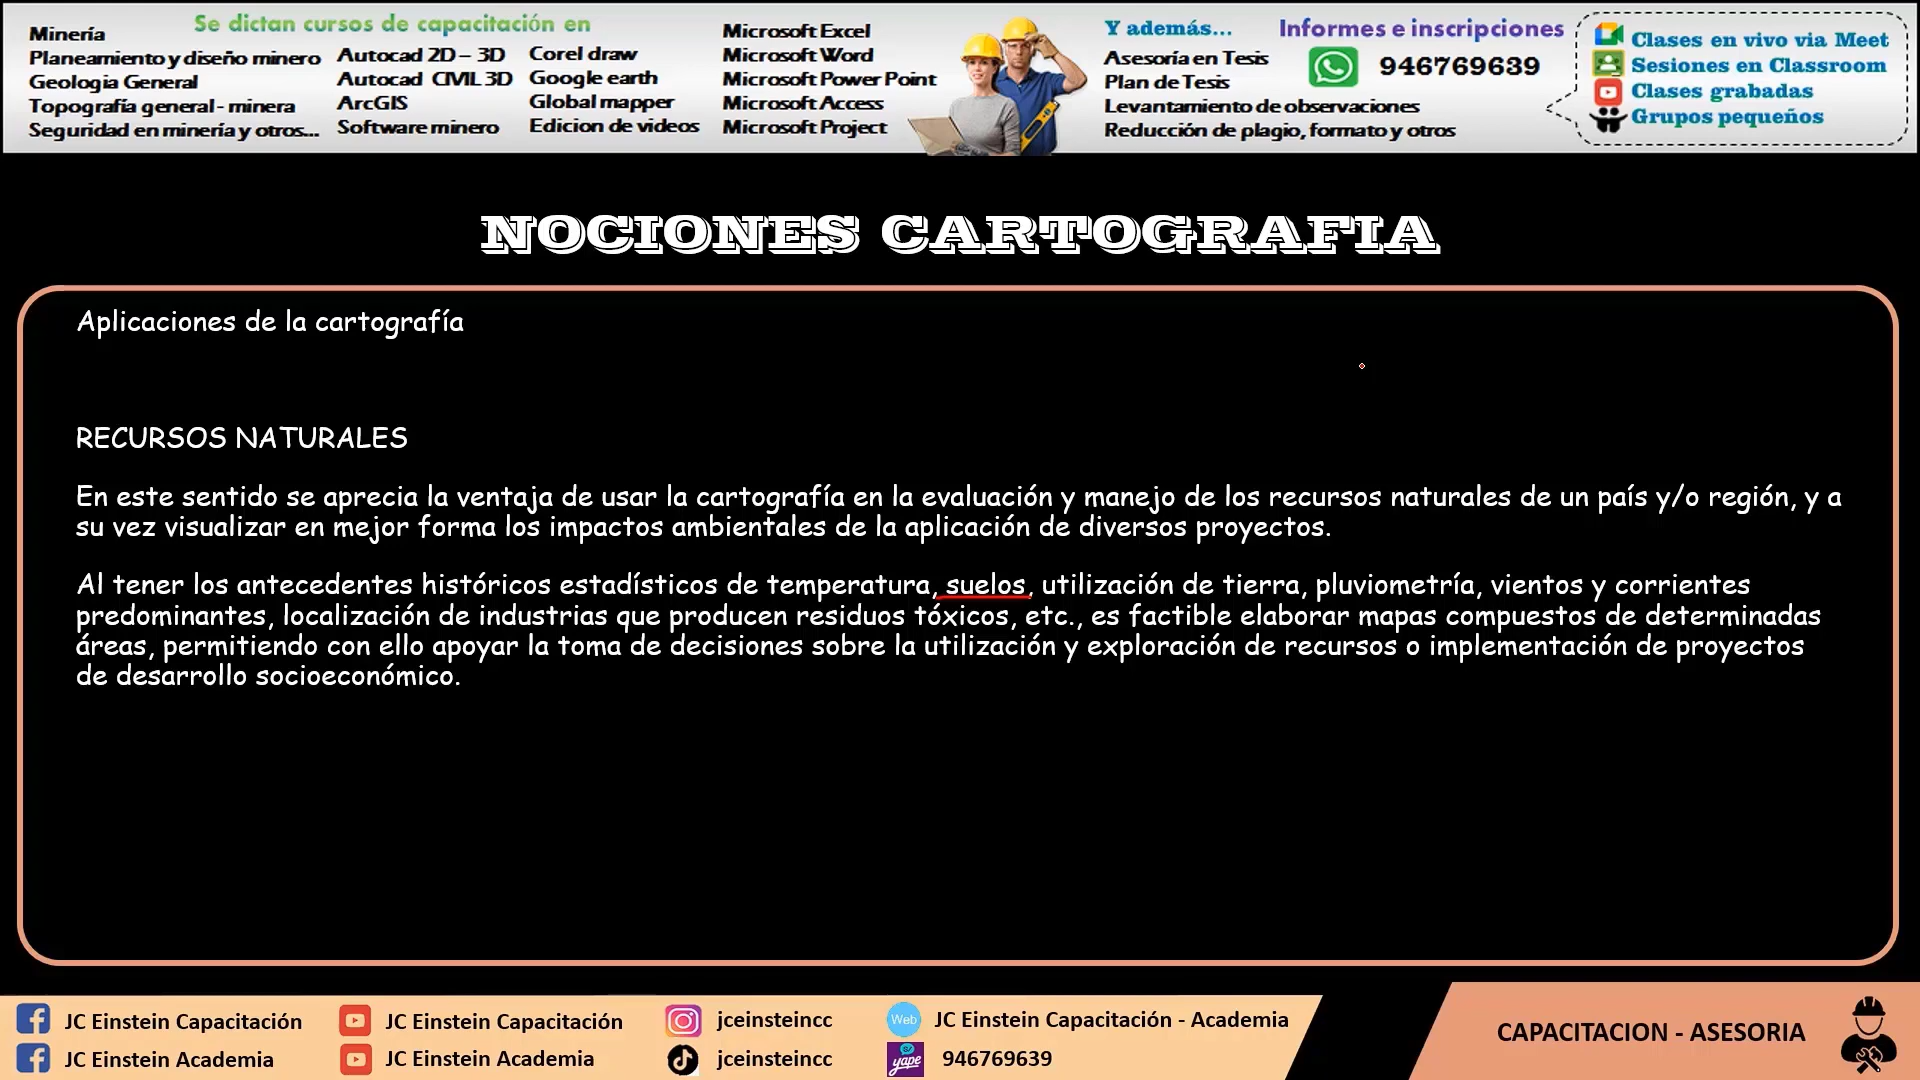 Se dictan cursos de capacitación en
Minería
Planeamiento y diseño minero
Geologia General
Topografía general - minera
Seguridad en minería y otros...
Autocad 2D – 3D
Autocad CIVIL 3D
ArcGIS
Software minero
Corel draw
Google earth
Global mapper
Edicion de videos
Microsoft Excel
Microsoft Word
Microsoft Power Point
Microsoft Access
Microsoft Project
Y además...
Asesoría en Tesis
Plan de Tesis
Levantamiento de observaciones
Reducción de plagio, formato y otros
Informes e inscripciones
946769639
Clases en vivo via Meet
Sesiones en Classroom
Clases grabadas
Grupos pequeños
NOCIONES CARTOGRAFIA
Aplicaciones de la cartografía
RECURSOS NATURALES
En este sentido se aprecia la ventaja de usar la cartografía en la evaluación y manejo de los recursos naturales de un país y/o región, y a
su vez visualizar en mejor forma los impactos ambientales de la aplicación de diversos proyectos.
Al tener los antecedentes históricos estadísticos de temperatura, suelos, utilización de tierra, pluviometría, vientos y corrientes
predominantes, localización de industrias que producen residuos tóxicos, etc., es factible elaborar mapas compuestos de determinadas
áreas, permitiendo con ello apoyar la toma de decisiones sobre la utilización y exploración de recursos o implementación de proyectos
de desarrollo socioeconómico.
JC Einstein Capacitación
JC Einstein Academia
JC Einstein Capacitación
JC Einstein Academia
jceinsteincc
jceinsteincc
Web
JC Einstein Capacitación - Academia
yape
946769639
CAPACITACION - ASESORIA